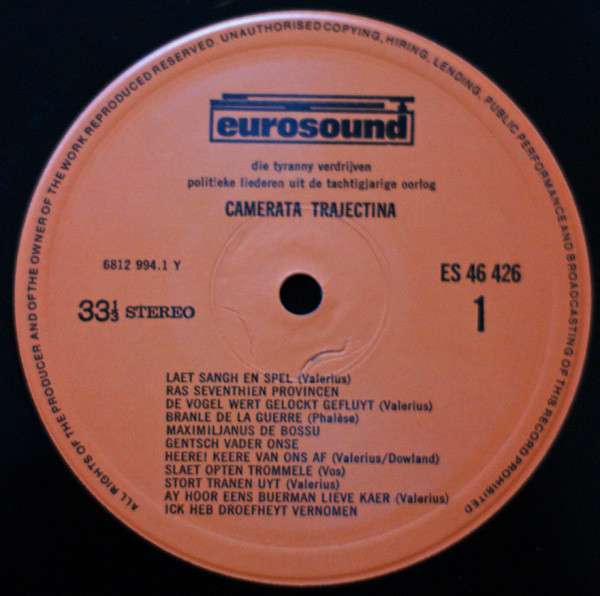 ALL RIGHTS OF THE PRODUCER AND OF THE OWNER OF THE WORK REPRODUCED RESERVED. UNAUTHORISED COPYING, HIRING, LENDING, PUBLIC PERFORMANCE AND BROADCASTING OF THIS RECORD PROHIBITED
eurosound
die tyranny verdrijven
politieke liederen uit de tachtigjarige oorlog
CAMERATA TRAJECTINA
6812 994.1 Y
ES 46 426
33⅓ STEREO
1
LAET SANGH EN SPEL (Valerius)
RAS SEVENTHIEN PROVINCEN
DE VOGEL WERT GELOCKT GEFLUYT (Valerius)
BRANLE DE LA GUERRE (Phalèse)
MAXIMILJANUS DE BOSSU
GENTSCH VADER ONSE
HEERE! KEERE VAN ONS AF (Valerius/Dowland)
SLAET OPTEN TROMMELE (Vos)
STORT TRANEN UYT (Valerius)
AY HOOR EENS BUERMAN LIEVE KAER (Valerius)
ICK HEB DROEFHEYT VERNOMEN